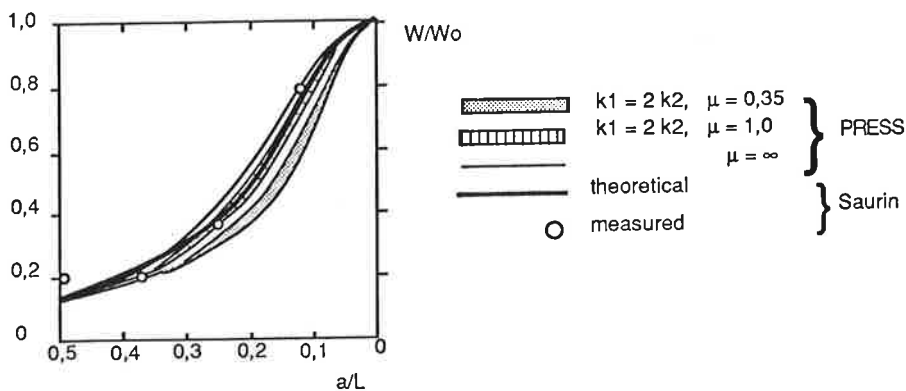 1,0
0,8
0,6
0,4
0,2
0
0,5 0,4 0,3 0,2 0,1 0
a/L
W/Wo
k1 = 2 k2, μ = 0,35
k1 = 2 k2, μ = 1,0
μ = ∞
PRESS
theoretical
measured
Saurin